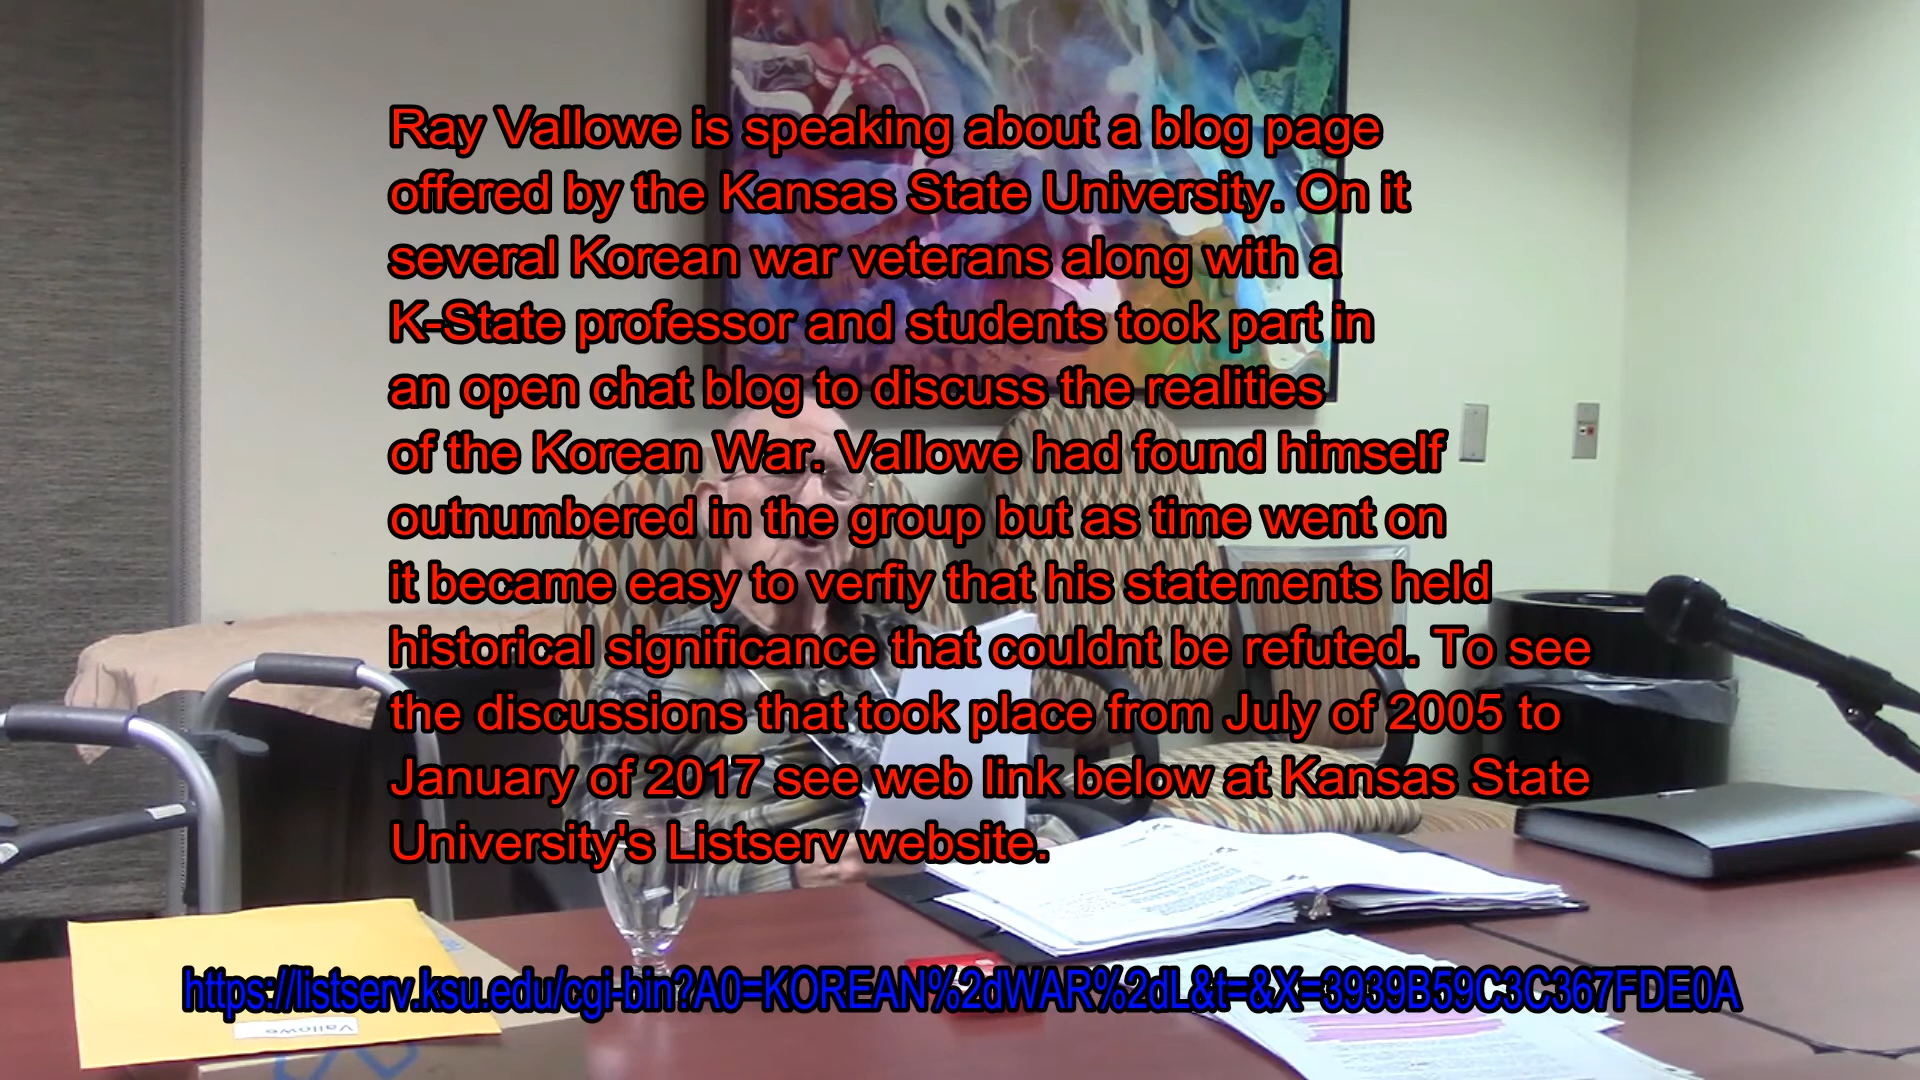 Ray Vallowe is speaking about a blog page
offered by the Kansas State University. On it
several Korean war veterans along with a
K-State professor and students took part in
an open chat blog to discuss the realities
of the Korean War. Vallowe had found himself
outnumbered in the group but as time went on
it became easy to verfiy that his statements held
historical significance that couldnt be refuted. To see
the discussions that took place from July of 2005 to
January of 2017 see web link below at Kansas State
University's Listserv website.
https://listserv.ksu.edu/cgi-bin?A0=KOREAN%2dWAR%2dL&t=&X=3939B59C3C367FDE0A
Vallowe